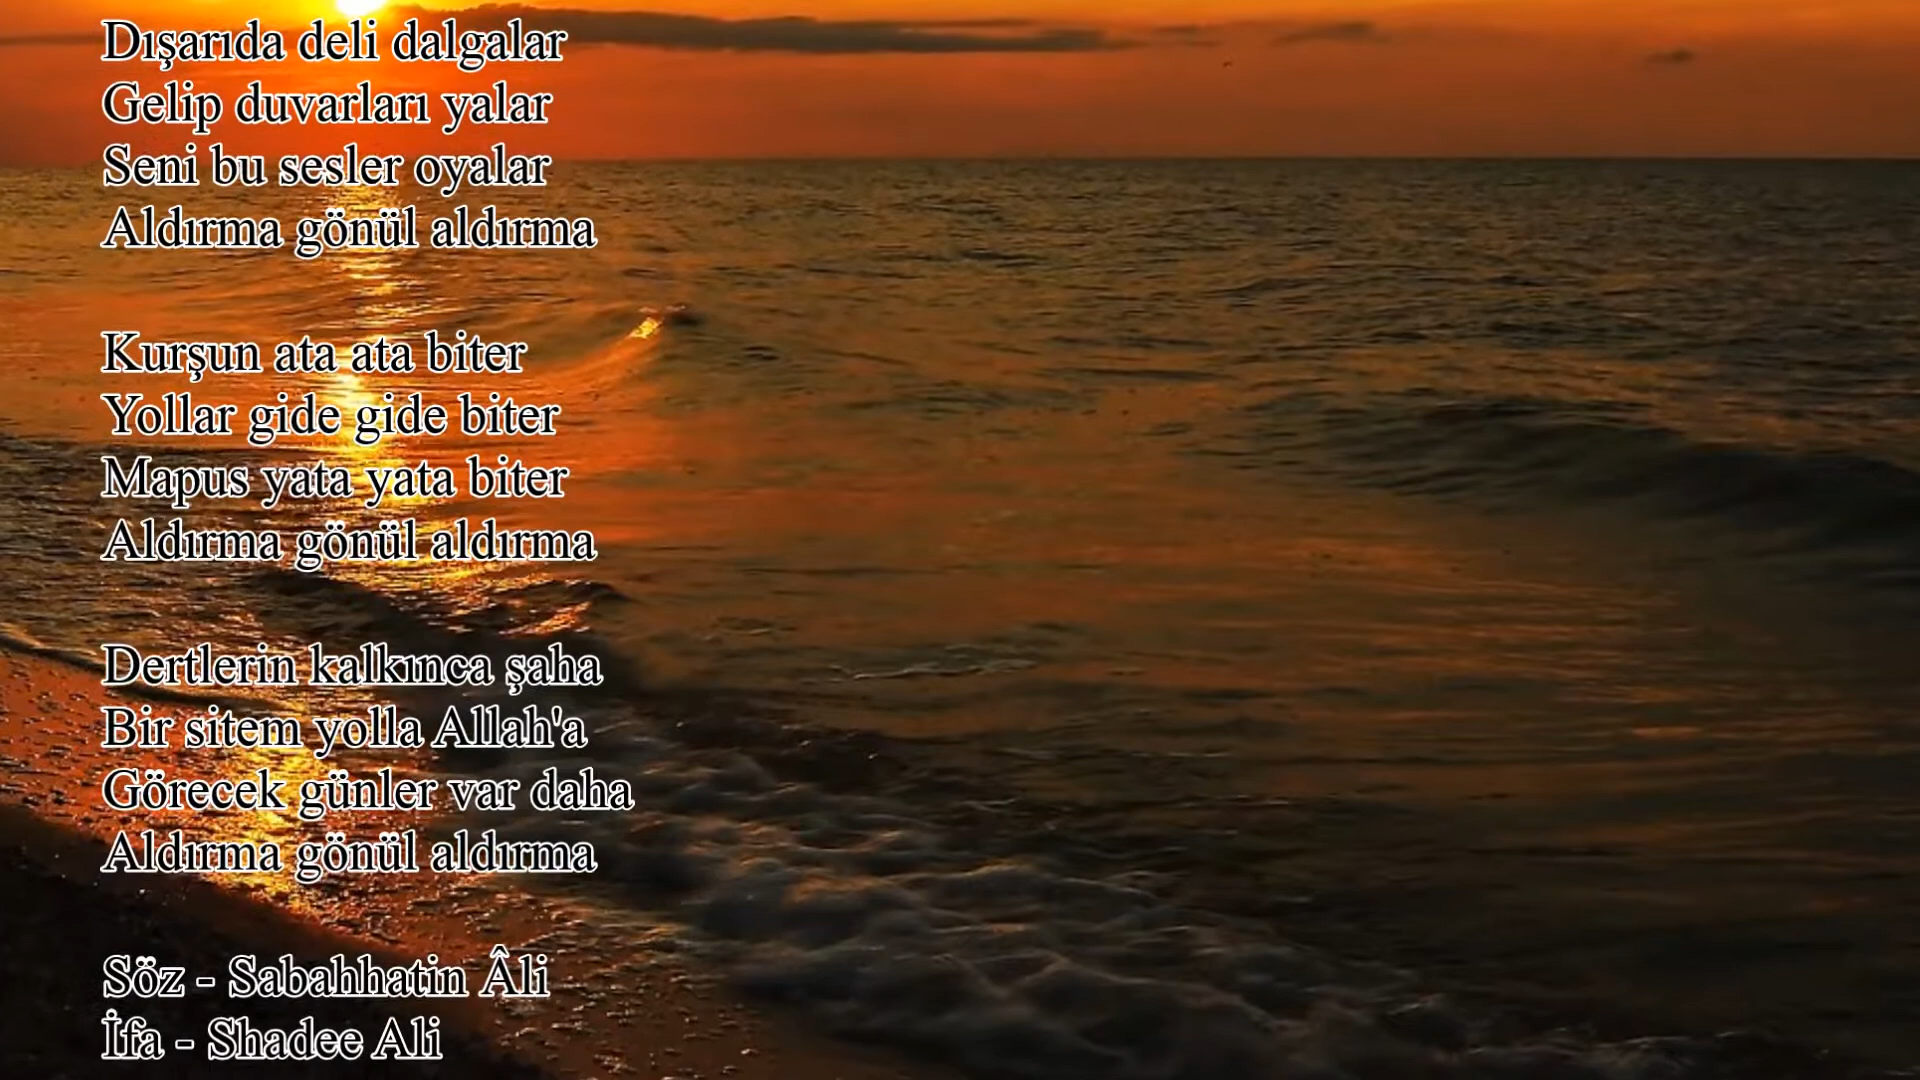 Dışarıda deli dalgalar
Gelip duvarları yalar
Seni bu sesler oyalar
Aldırma gönül aldırma
Kurşun ata ata biter
Yollar gide gide biter
Mapus yata yata biter
Aldırma gönül aldırma
Dertlerin kalkınca şaha
Bir sitem yolla Allah'a
Görecek günler var daha
Aldırma gönül aldırma
Söz - Sabahhatin Âli
İfa - Shadee Ali